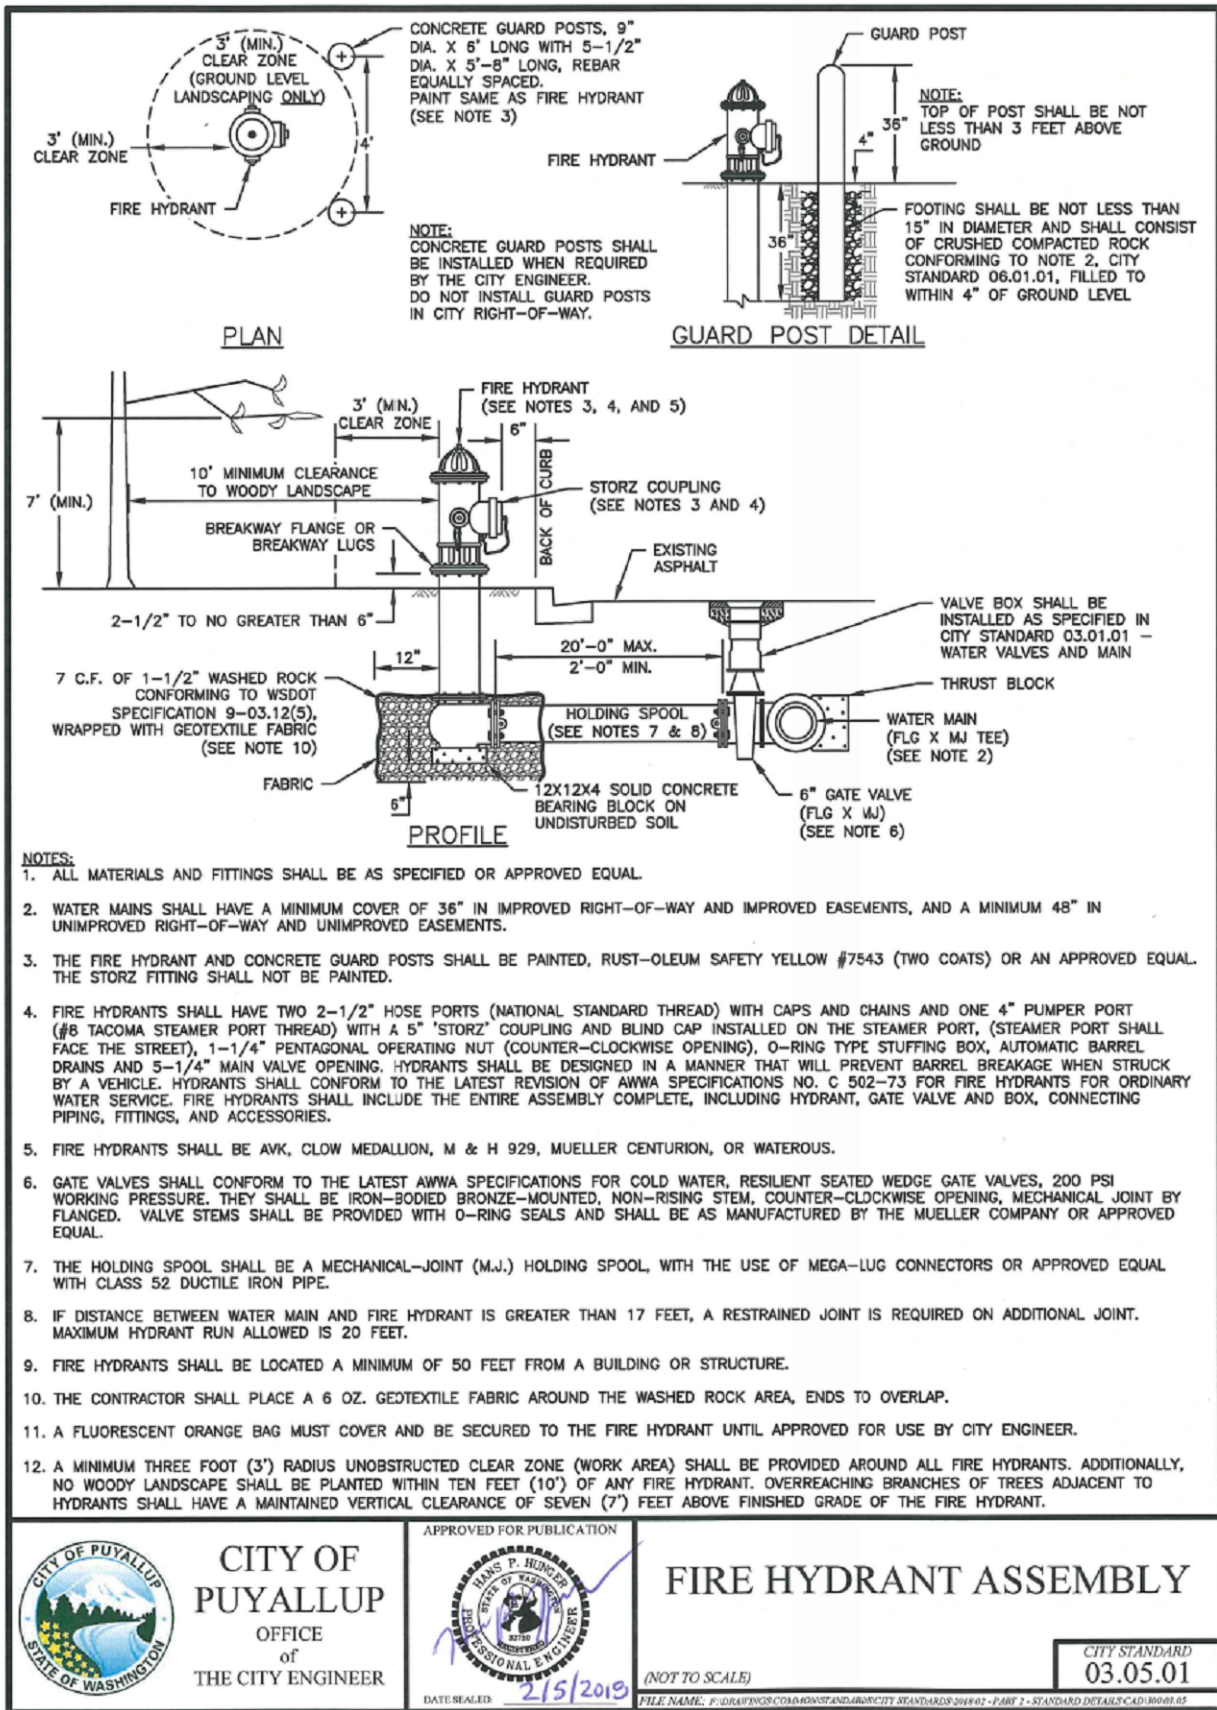 3' (MIN.)
CLEAR ZONE
(GROUND LEVEL
LANDSCAPING ONLY)
3' (MIN.)
CLEAR ZONE
FIRE HYDRANT
4'
CONCRETE GUARD POSTS, 9"
DIA. X 6' LONG WITH 5-1/2"
DIA. X 5'-8" LONG, REBAR
EQUALLY SPACED.
PAINT SAME AS FIRE HYDRANT
(SEE NOTE 3)
NOTE:
CONCRETE GUARD POSTS SHALL
BE INSTALLED WHEN REQUIRED
BY THE CITY ENGINEER.
DO NOT INSTALL GUARD POSTS
IN CITY RIGHT-OF-WAY.
PLAN
GUARD POST
FIRE HYDRANT
36"
4"
NOTE:
TOP OF POST SHALL BE NOT
LESS THAN 3 FEET ABOVE
GROUND
36"
FOOTING SHALL BE NOT LESS THAN
15" IN DIAMETER AND SHALL CONSIST
OF CRUSHED COMPACTED ROCK
CONFORMING TO NOTE 2, CITY
STANDARD 06.01.01, FILLED TO
WITHIN 4" OF GROUND LEVEL
GUARD POST DETAIL
7' (MIN.)
3' (MIN.)
CLEAR ZONE
FIRE HYDRANT
(SEE NOTES 3, 4, AND 5)
6"
10' MINIMUM CLEARANCE
TO WOODY LANDSCAPE
BREAKWAY FLANGE OR
BREAKWAY LUGS
STORZ COUPLING
(SEE NOTES 3 AND 4)
BACK OF CURB
EXISTING
ASPHALT
2-1/2" TO NO GREATER THAN 6"
12"
20'-0" MAX.
2'-0" MIN.
VALVE BOX SHALL BE
INSTALLED AS SPECIFIED IN
CITY STANDARD 03.01.01 -
WATER VALVES AND MAIN
THRUST BLOCK
7 C.F. OF 1-1/2" WASHED ROCK
CONFORMING TO WSDOT
SPECIFICATION 9-03.12(5),
WRAPPED WITH GEOTEXTILE FABRIC
(SEE NOTE 10)
FABRIC
HOLDING SPOOL
(SEE NOTES 7 & 8)
WATER MAIN
(FLG X MJ TEE)
(SEE NOTE 2)
6"
12X12X4 SOLID CONCRETE
BEARING BLOCK ON
UNDISTURBED SOIL
6" GATE VALVE
(FLG X MJ)
(SEE NOTE 6)
PROFILE
NOTES:
1. ALL MATERIALS AND FITTINGS SHALL BE AS SPECIFIED OR APPROVED EQUAL.
2. WATER MAINS SHALL HAVE A MINIMUM COVER OF 36" IN IMPROVED RIGHT-OF-WAY AND IMPROVED EASEMENTS, AND A MINIMUM 48" IN
UNIMPROVED RIGHT-OF-WAY AND UNIMPROVED EASEMENTS.
3. THE FIRE HYDRANT AND CONCRETE GUARD POSTS SHALL BE PAINTED, RUST-OLEUM SAFETY YELLOW #7543 (TWO COATS) OR AN APPROVED EQUAL.
THE STORZ FITTING SHALL NOT BE PAINTED.
4. FIRE HYDRANTS SHALL HAVE TWO 2-1/2" HOSE PORTS (NATIONAL STANDARD THREAD) WITH CAPS AND CHAINS AND ONE 4" PUMPER PORT
(#8 TACOMA STEAMER PORT THREAD) WITH A 5" 'STORZ' COUPLING AND BLIND CAP INSTALLED ON THE STEAMER PORT, (STEAMER PORT SHALL
FACE THE STREET), 1-1/4" PENTAGONAL OPERATING NUT (COUNTER-CLOCKWISE OPENING), O-RING TYPE STUFFING BOX, AUTOMATIC BARREL
DRAINS AND 5-1/4" MAIN VALVE OPENING. HYDRANTS SHALL BE DESIGNED IN A MANNER THAT WILL PREVENT BARREL BREAKAGE WHEN STRUCK
BY A VEHICLE. HYDRANTS SHALL CONFORM TO THE LATEST REVISION OF AWWA SPECIFICATIONS NO. C 502-73 FOR FIRE HYDRANTS FOR ORDINARY
WATER SERVICE. FIRE HYDRANTS SHALL INCLUDE THE ENTIRE ASSEMBLY COMPLETE, INCLUDING HYDRANT, GATE VALVE AND BOX, CONNECTING
PIPING, FITTINGS, AND ACCESSORIES.
5. FIRE HYDRANTS SHALL BE AVK, CLOW MEDALLION, M & H 929, MUELLER CENTURION, OR WATEROUS.
6. GATE VALVES SHALL CONFORM TO THE LATEST AWWA SPECIFICATIONS FOR COLD WATER, RESILIENT SEATED WEDGE GATE VALVES, 200 PSI
WORKING PRESSURE. THEY SHALL BE IRON-BODIED BRONZE-MOUNTED, NON-RISING STEM, COUNTER-CLOCKWISE OPENING, MECHANICAL JOINT BY
FLANGED. VALVE STEMS SHALL BE PROVIDED WITH O-RING SEALS AND SHALL BE AS MANUFACTURED BY THE MUELLER COMPANY OR APPROVED
EQUAL.
7. THE HOLDING SPOOL SHALL BE A MECHANICAL-JOINT (M.J.) HOLDING SPOOL, WITH THE USE OF MEGA-LUG CONNECTORS OR APPROVED EQUAL
WITH CLASS 52 DUCTILE IRON PIPE.
8. IF DISTANCE BETWEEN WATER MAIN AND FIRE HYDRANT IS GREATER THAN 17 FEET, A RESTRAINED JOINT IS REQUIRED ON ADDITIONAL JOINT.
MAXIMUM HYDRANT RUN ALLOWED IS 20 FEET.
9. FIRE HYDRANTS SHALL BE LOCATED A MINIMUM OF 50 FEET FROM A BUILDING OR STRUCTURE.
10. THE CONTRACTOR SHALL PLACE A 6 OZ. GEOTEXTILE FABRIC AROUND THE WASHED ROCK AREA, ENDS TO OVERLAP.
11. A FLUORESCENT ORANGE BAG MUST COVER AND BE SECURED TO THE FIRE HYDRANT UNTIL APPROVED FOR USE BY CITY ENGINEER.
12. A MINIMUM THREE FOOT (3') RADIUS UNOBSTRUCTED CLEAR ZONE (WORK AREA) SHALL BE PROVIDED AROUND ALL FIRE HYDRANTS. ADDITIONALLY,
NO WOODY LANDSCAPE SHALL BE PLANTED WITHIN TEN FEET (10') OF ANY FIRE HYDRANT. OVERREACHING BRANCHES OF TREES ADJACENT TO
HYDRANTS SHALL HAVE A MAINTAINED VERTICAL CLEARANCE OF SEVEN (7') FEET ABOVE FINISHED GRADE OF THE FIRE HYDRANT.
CITY OF PUYALLUP
STATE OF WASHINGTON
CITY OF
PUYALLUP
OFFICE
of
THE CITY ENGINEER
APPROVED FOR PUBLICATION
HANS P. HUNGER
STATE OF WASHINGTON
REGISTERED
PROFESSIONAL ENGINEER
DATE SEALED: 2/5/2019
FIRE HYDRANT ASSEMBLY
(NOT TO SCALE)
CITY STANDARD
03.05.01
FILE NAME: